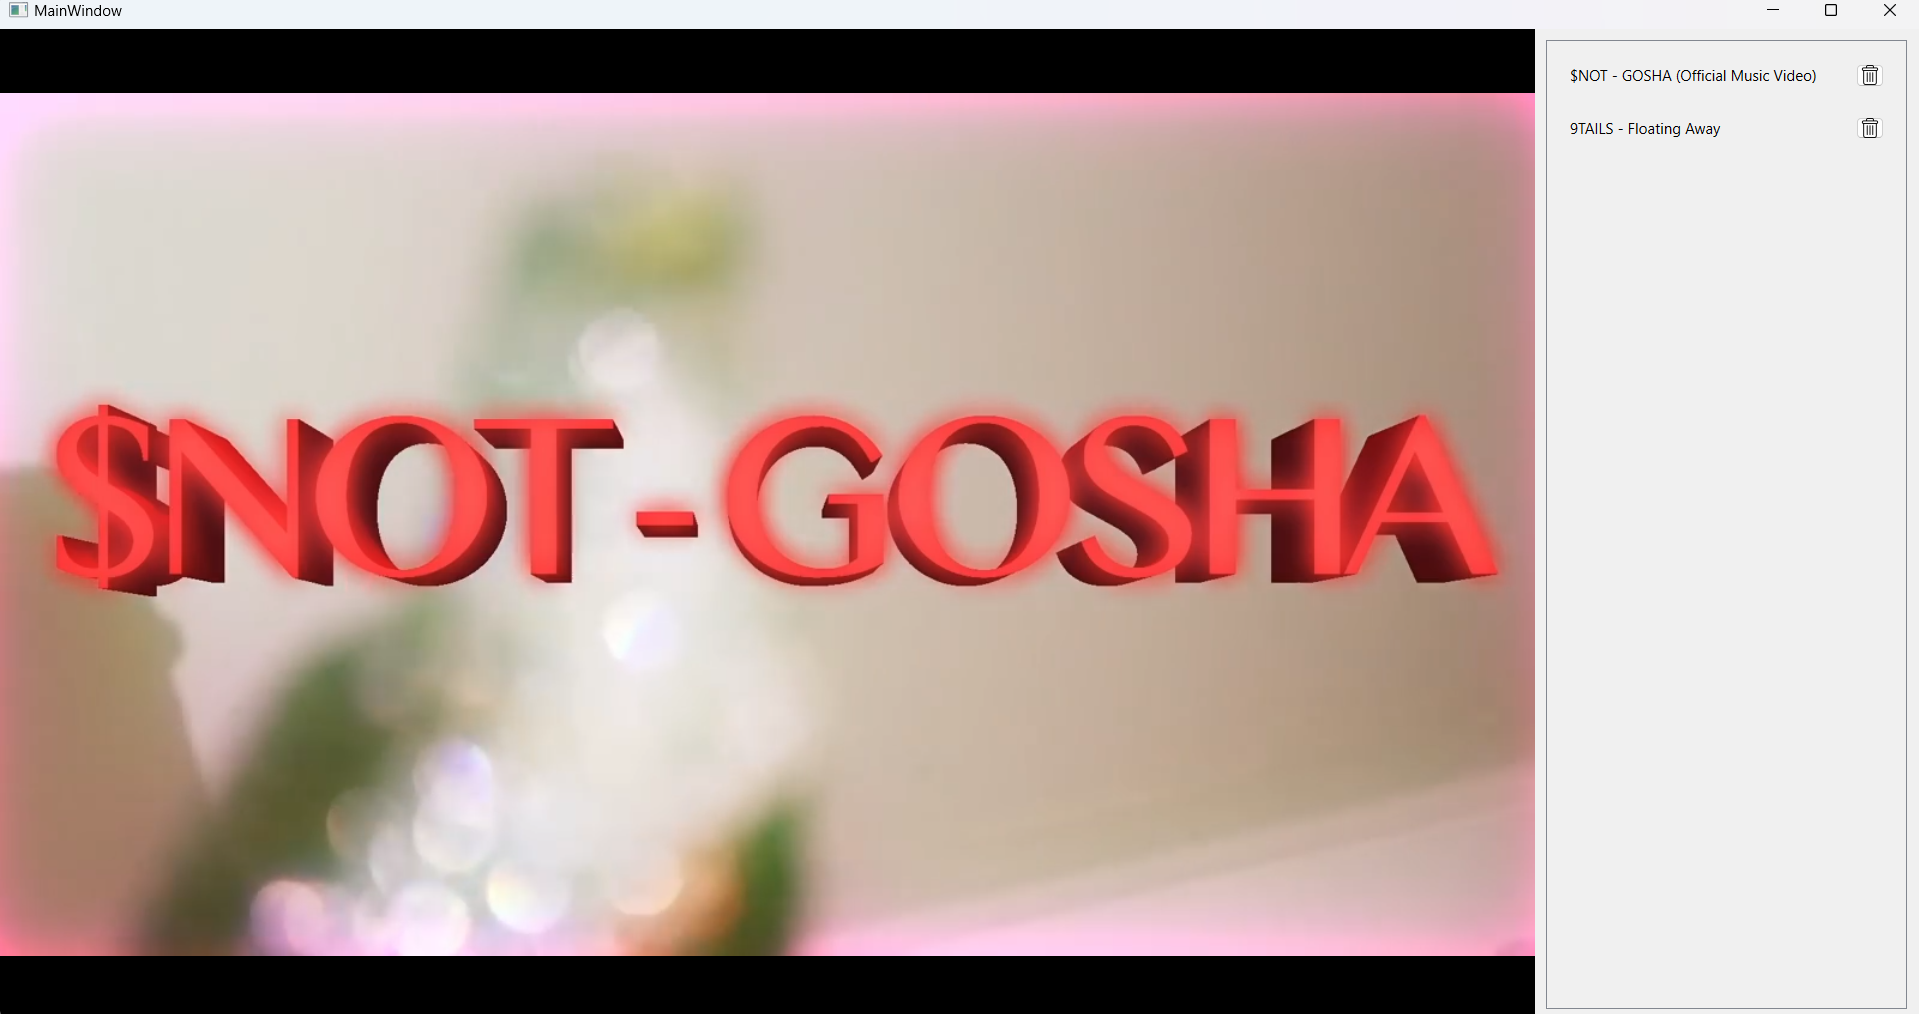 MainWindow
$NOT - GOSHA (Official Music Video)
9TAILS - Floating Away
$NOT - GOSHA